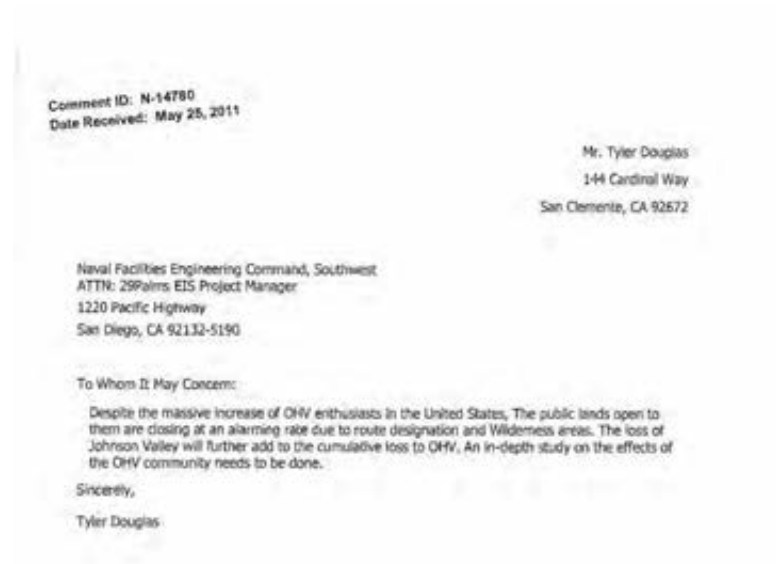 Comment ID: N-14780
Date Received: May 25, 2011
Mr. Tyler Douglas
144 Cardinal Way
San Clemente, CA 92672
Naval Facilities Engineering Command, Southwest
ATTN: 29Palms EIS Project Manager
1220 Pacific Highway
San Diego, CA 92132-5190
To Whom It May Concern:
Despite the massive increase of OHV enthusiasts in the United States, The public lands open to
them are closing at an alarming rate due to route designation and Wilderness areas. The loss of
Johnson Valley will further add to the cumulative loss to OHV. An in-depth study on the effects of
the OHV community needs to be done.
Sincerely,
Tyler Douglas